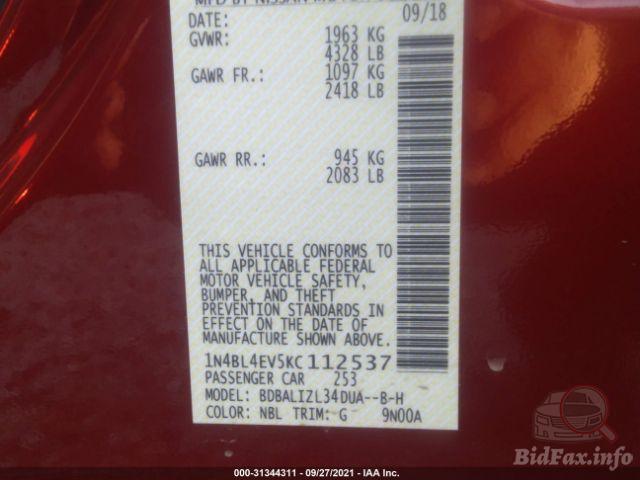 MFD BY NISSAN
DATE: 09/18
GVWR: 1963 KG
4328 LB
GAWR FR.: 1097 KG
2418 LB
GAWR RR.: 945 KG
2083 LB
THIS VEHICLE CONFORMS TO
ALL APPLICABLE FEDERAL
MOTOR VEHICLE SAFETY,
BUMPER, AND THEFT
PREVENTION STANDARDS IN
EFFECT ON THE DATE OF
MANUFACTURE SHOWN ABOVE.
1N4BL4EV5KC112537
PASSENGER CAR 253
MODEL: BDBALIZL34DUA--B-H
COLOR: NBL TRIM: G 9N00A
BidFax.info
000-31344311 - 09/27/2021 - IAA Inc.